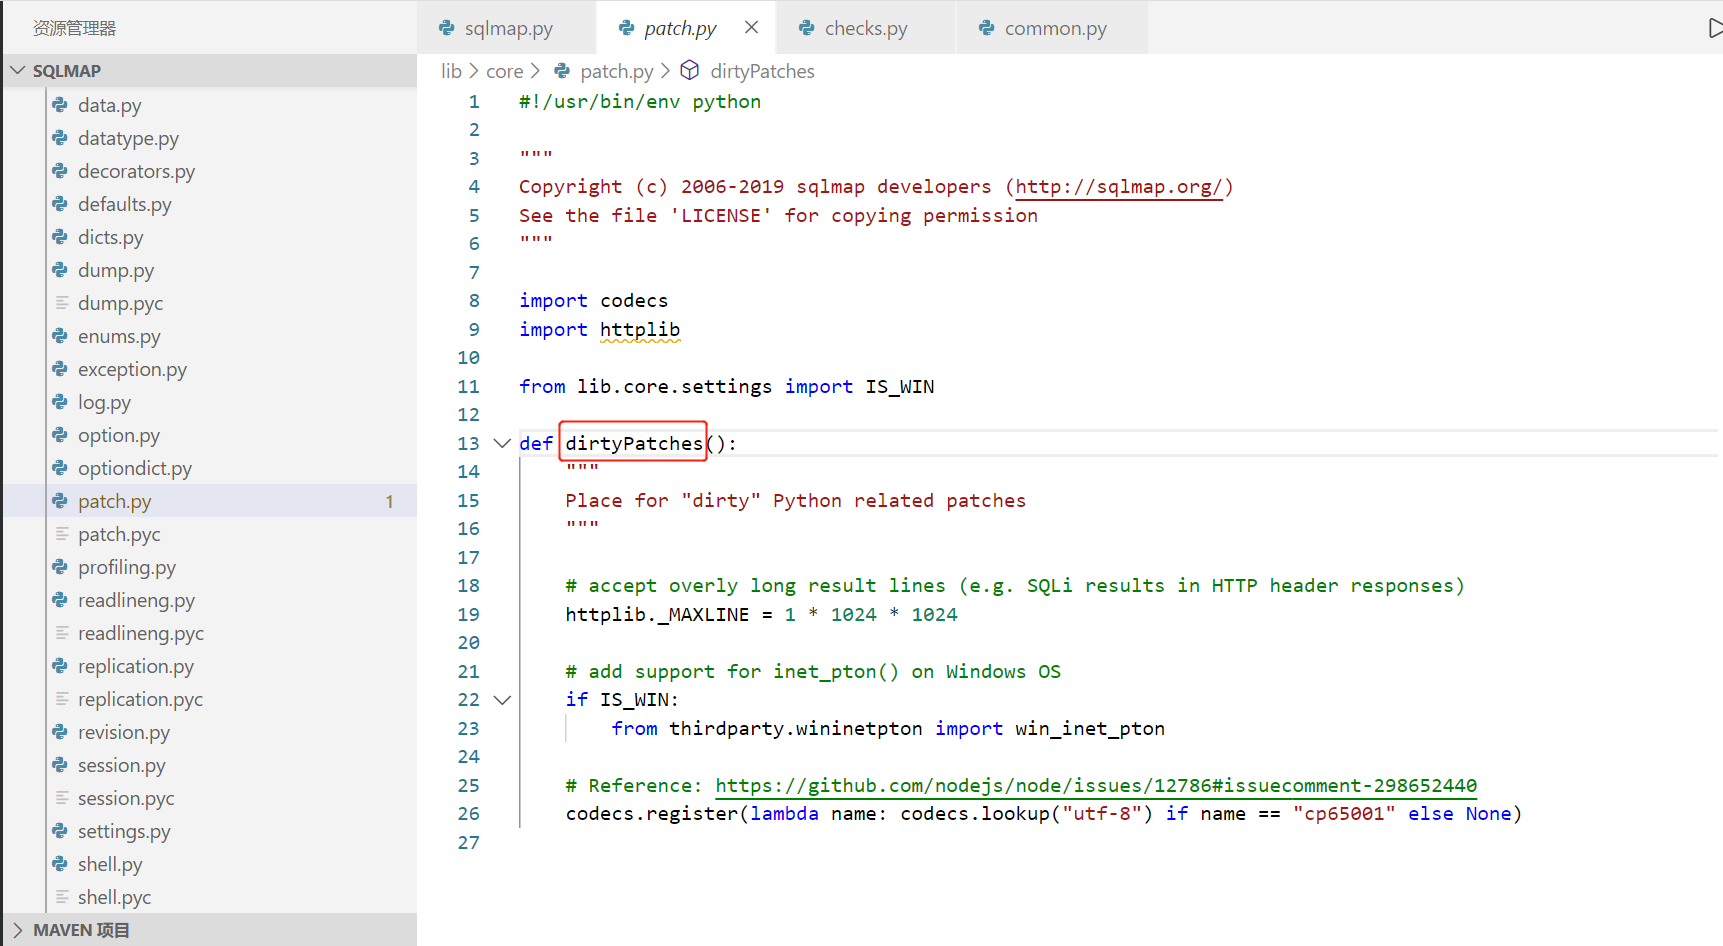 资源管理器
SQLMAP
data.py
datatype.py
decorators.py
defaults.py
dicts.py
dump.py
dump.pyc
enums.py
exception.py
log.py
option.py
optiondict.py
patch.py 1
patch.pyc
profiling.py
readlineng.py
readlineng.pyc
replication.py
replication.pyc
revision.py
session.py
session.pyc
settings.py
shell.py
shell.pyc
MAVEN 项目
sqlmap.py patch.py checks.py common.py
lib > core > patch.py > dirtyPatches
1 #!/usr/bin/env python
2
3 """
4 Copyright (c) 2006-2019 sqlmap developers (http://sqlmap.org/)
5 See the file 'LICENSE' for copying permission
6 """
7
8 import codecs
9 import httplib
10
11 from lib.core.settings import IS_WIN
12
13 def dirtyPatches():
14     """
15     Place for "dirty" Python related patches
16     """
17
18     # accept overly long result lines (e.g. SQLi results in HTTP header responses)
19     httplib._MAXLINE = 1 * 1024 * 1024
20
21     # add support for inet_pton() on Windows OS
22     if IS_WIN:
23         from thirdparty.wininetpton import win_inet_pton
24
25     # Reference: https://github.com/nodejs/node/issues/12786#issuecomment-298652440
26     codecs.register(lambda name: codecs.lookup("utf-8") if name == "cp65001" else None)
27